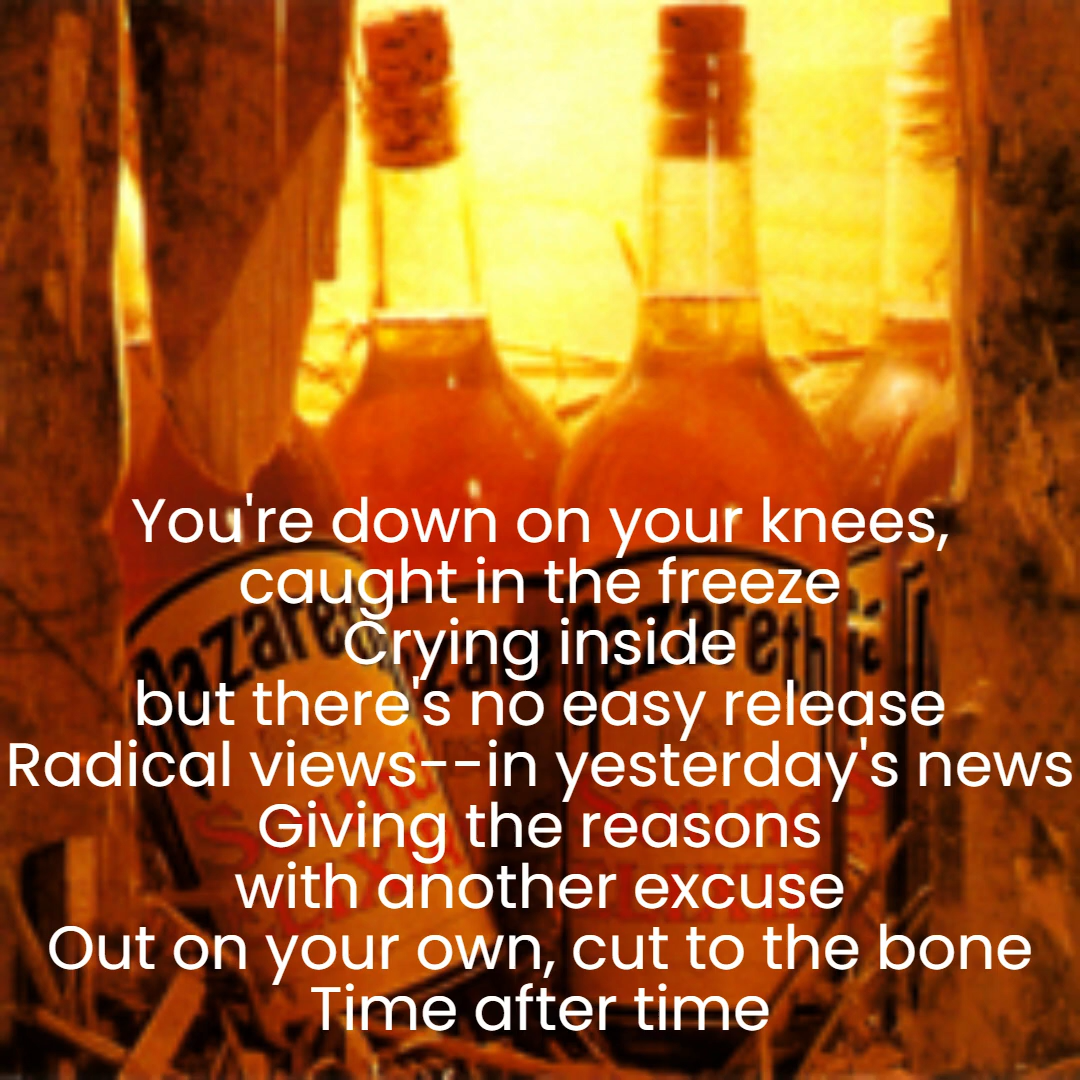 You're down on your knees,
caught in the freeze
Crying inside
but there's no easy release
Radical views--in yesterday's news
Giving the reasons
with another excuse
Out on your own, cut to the bone
Time after time
nazareth
nazareth